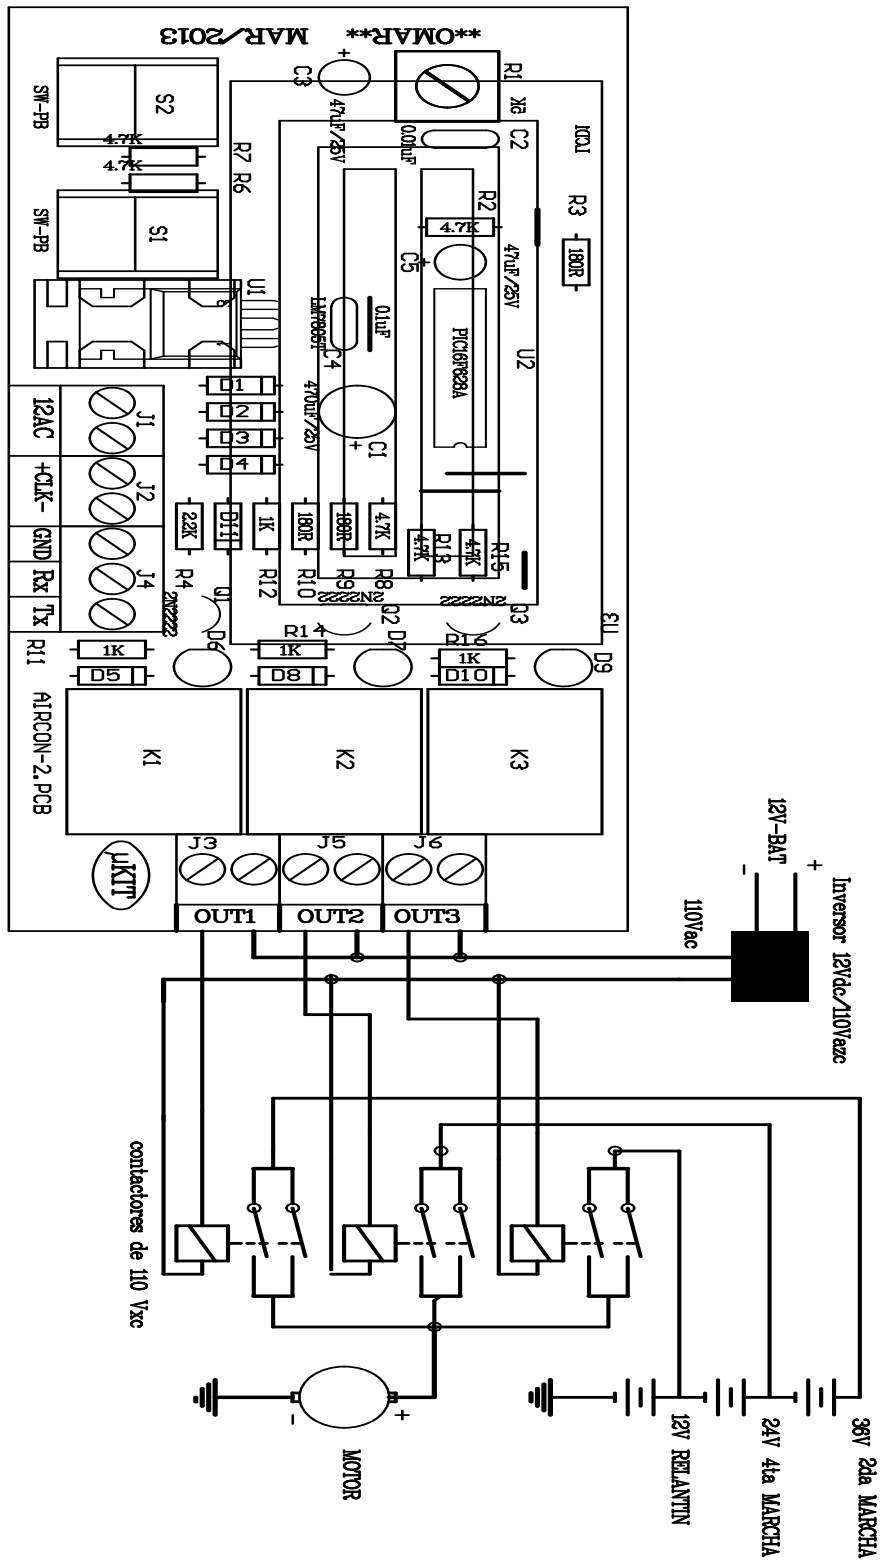 **OMAR** MAR/2013
S2
SW-PB
4.7K
R7
4.7K
R6
S1
SW-PB
U1
C3
47uF/25V
R1
5K
C2
0.01uF
LCD1
R2
4.7K
R3
180R
C5
47uF/25V
PIC16F628A
U2
0.1uF
LM7805T
C4
470uF/25V
C1
D1
D2
D3
D4
J1
12AC
J2
+CLK-
J4
GND
Rx
Tx
2.2K
R4
D11
1K
R12
180R
R10
180R
R9
4.7K
R8
4.7K
R13
4.7K
R15
Q1
2N2222
Q2
2N2222
Q3
2N2222
U3
R11
1K
D5
D6
R14
1K
D8
D7
R16
1K
D10
D9
AIRCON-2.PCB
K1
K2
K3
µKIT
J3
J5
J6
OUT1
OUT2
OUT3
12V-BAT
+
-
Inversor 12Vdc/110Vazc
110Vac
contactores de 110 Vxc
MOTOR
+
-
12V RELANTIN
24V 4ta MARCHA
36V 2da MARCHA